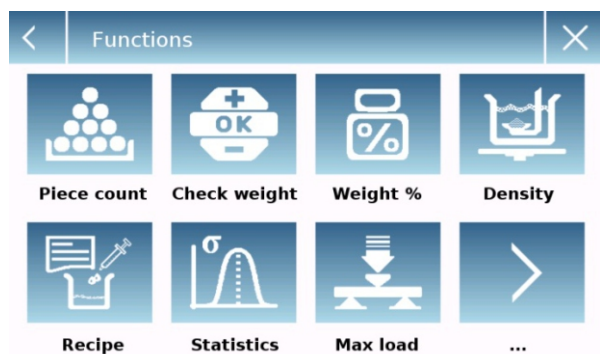 Functions
+
OK
-
%
Piece count Check weight Weight % Density
σ
Recipe Statistics Max load ...